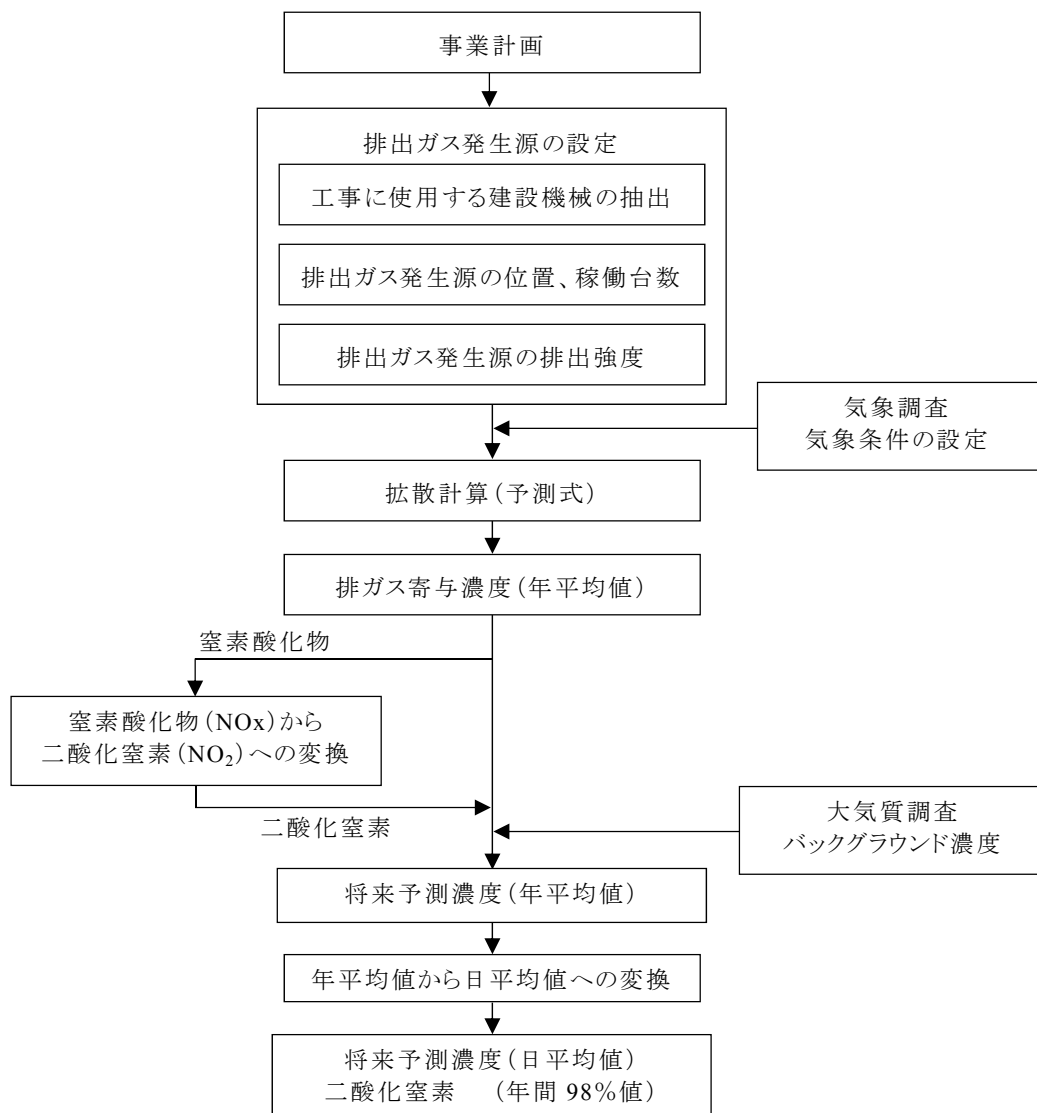 事業計画
排出ガス発生源の設定
工事に使用する建設機械の抽出
排出ガス発生源の位置、稼働台数
排出ガス発生源の排出強度
気象調査
気象条件の設定
拡散計算(予測式)
排ガス寄与濃度(年平均値)
窒素酸化物
窒素酸化物(NOx)から
二酸化窒素(NO₂)への変換
二酸化窒素
大気質調査
バックグラウンド濃度
将来予測濃度(年平均値)
年平均値から日平均値への変換
将来予測濃度(日平均値)
二酸化窒素 (年間 98%値)